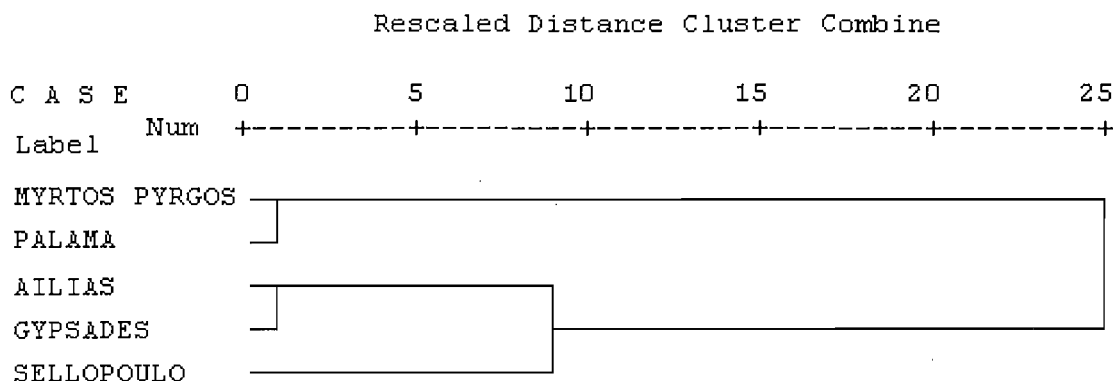 Rescaled Distance Cluster Combine
C A S E 0 5 10 15 20 25
Label Num +---------+---------+---------+---------+---------+
MYRTOS PYRGOS
PALAMA
AILIAS
GYPSADES
SELLOPOULO